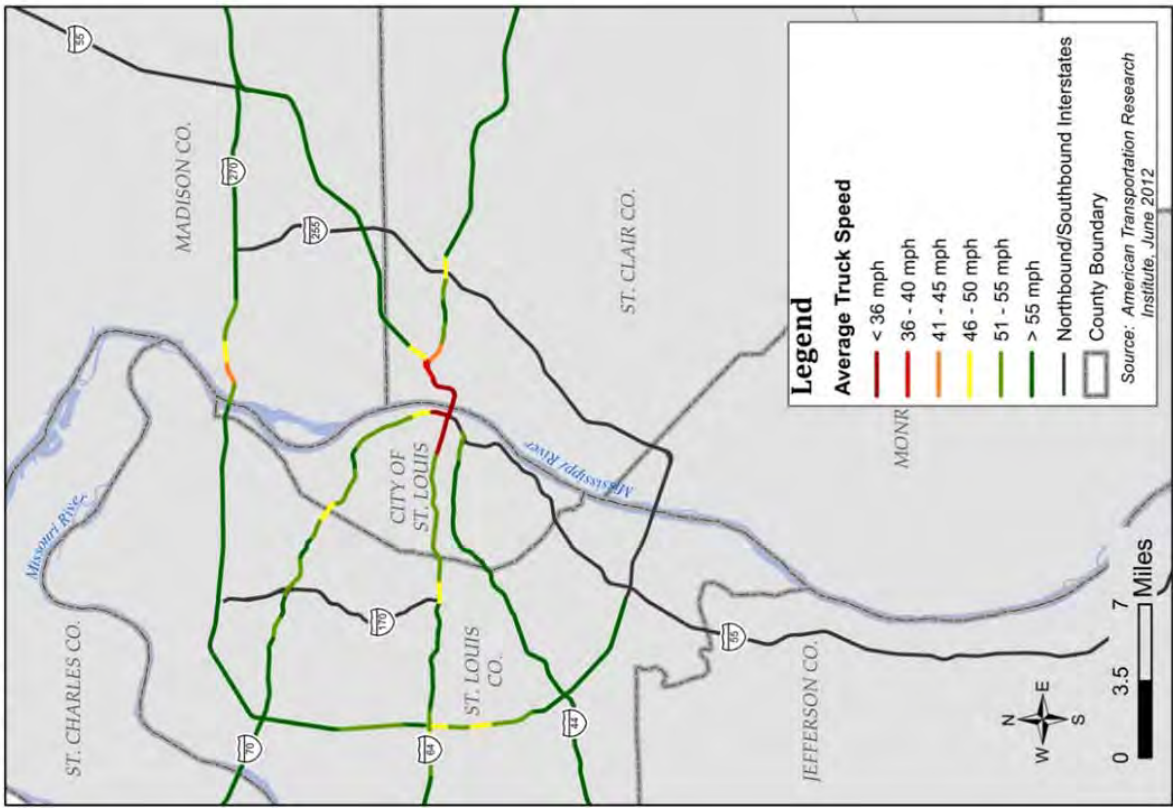 55
MADISON CO.
270
255
Missouri River
ST. CHARLES CO.
CITY OF
ST. LOUIS
170
ST. CLAIR CO.
Mississippi River
ST. LOUIS
CO.
70
64
44
55
MONR
JEFFERSON CO.
N
W
E
S
0
3.5
7
Miles
Legend
Average Truck Speed
< 36 mph
36 - 40 mph
41 - 45 mph
46 - 50 mph
51 - 55 mph
> 55 mph
Northbound/Southbound Interstates
County Boundary
Source: American Transportation Research
Institute, June 2012